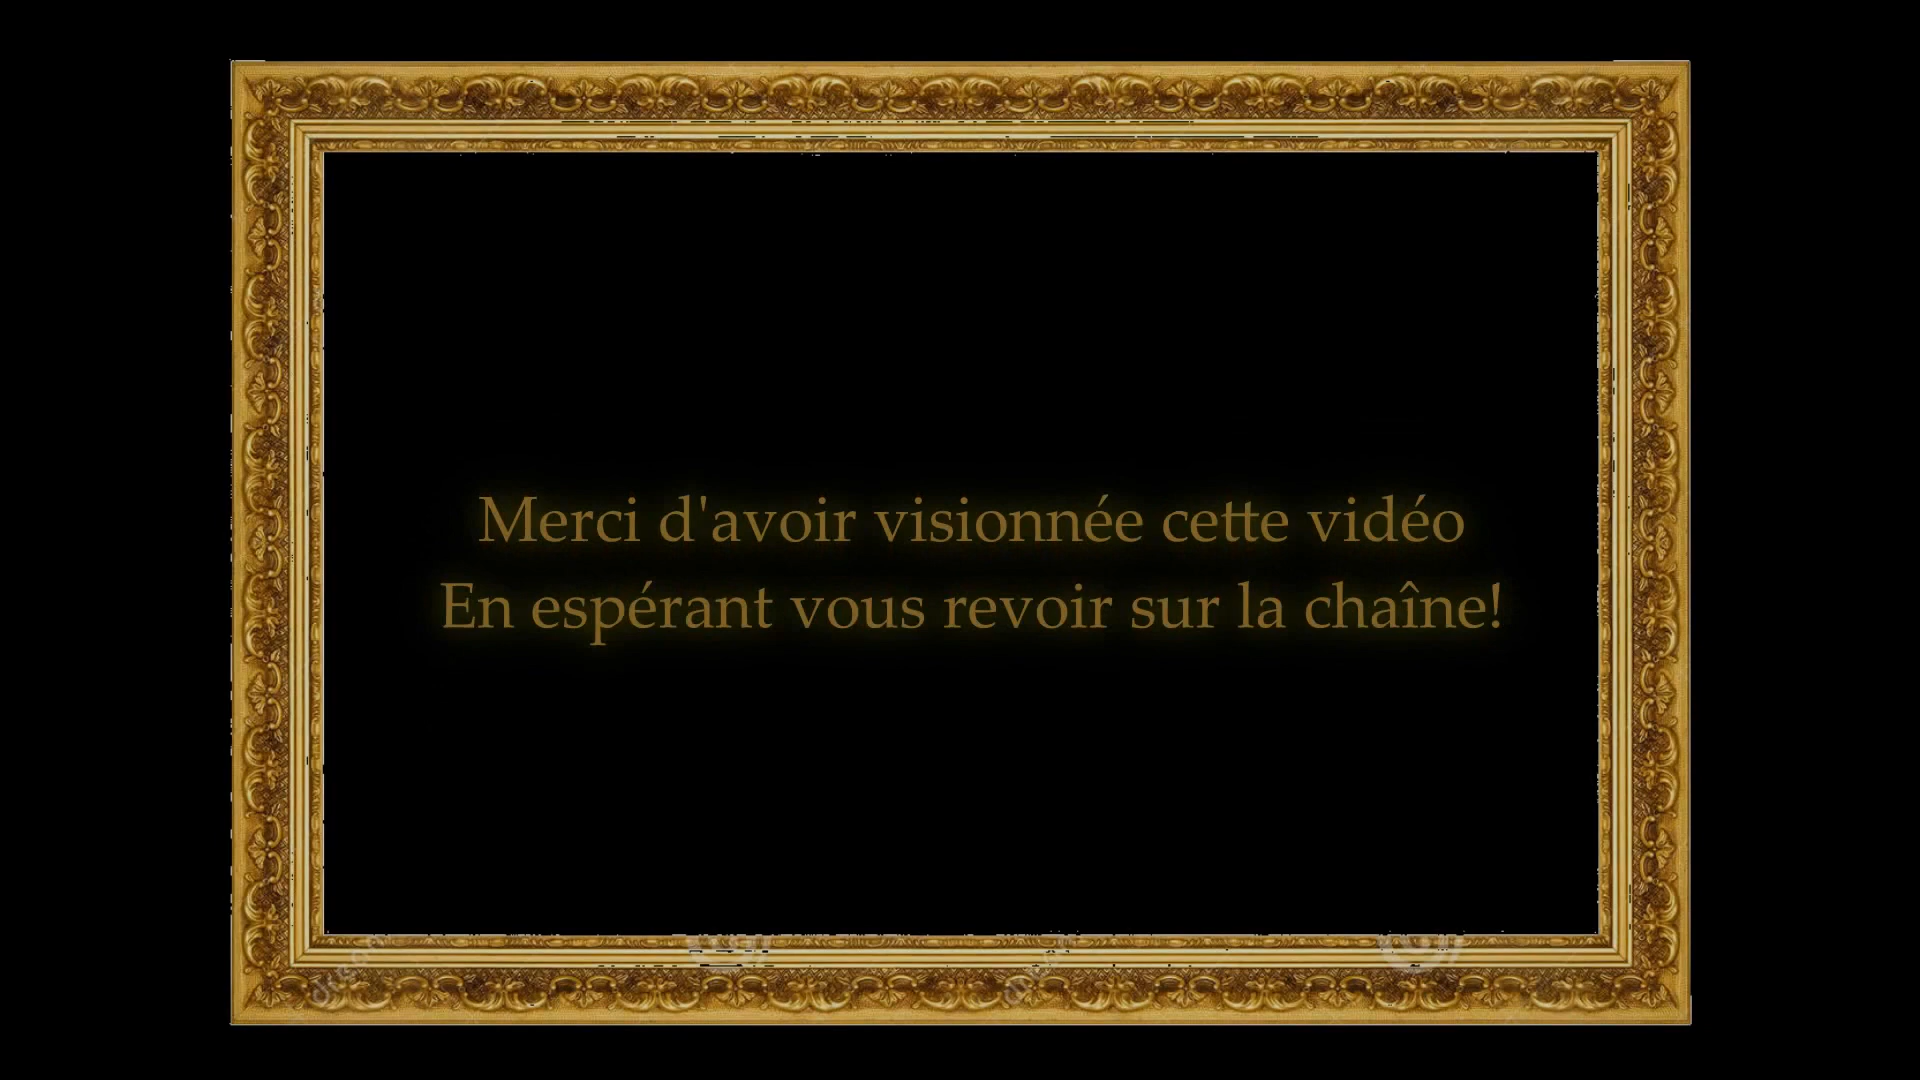 Merci d'avoir visionnée cette vidéo
En espérant vous revoir sur la chaîne!